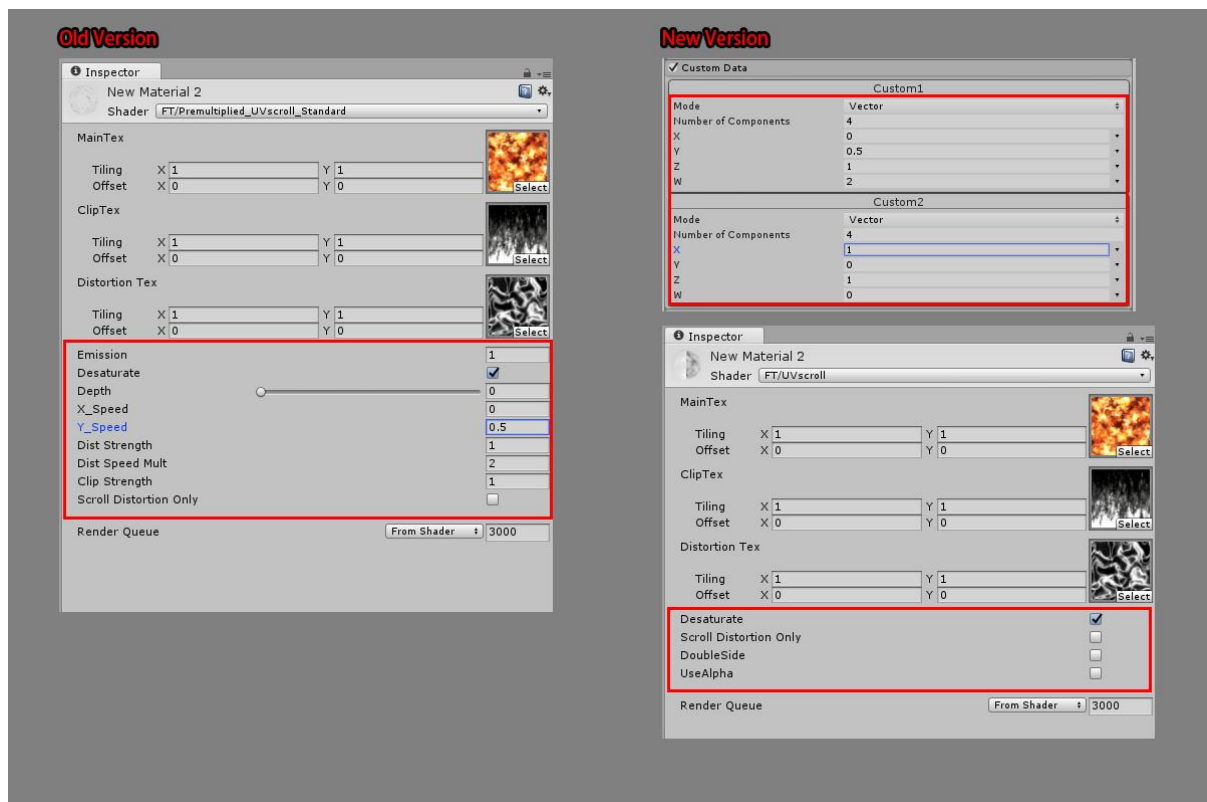 Old Version
Inspector
New Material 2
Shader FT/Premultiplied_UVscroll_Standard
MainTex
Tiling X 1 Y 1
Offset X 0 Y 0
Select
ClipTex
Tiling X 1 Y 1
Offset X 0 Y 0
Select
Distortion Tex
Tiling X 1 Y 1
Offset X 0 Y 0
Select
Emission 1
Desaturate
Depth 0
X_Speed 0
Y_Speed 0.5
Dist Strength 1
Dist Speed Mult 2
Clip Strength 1
Scroll Distortion Only
Render Queue From Shader 3000
New Version
Custom Data
Custom1
Mode Vector
Number of Components 4
X 0
Y 0.5
Z 1
W 2
Custom2
Mode Vector
Number of Components 4
X 1
Y 0
Z 1
W 0
Inspector
New Material 2
Shader FT/UVscroll
MainTex
Tiling X 1 Y 1
Offset X 0 Y 0
Select
ClipTex
Tiling X 1 Y 1
Offset X 0 Y 0
Select
Distortion Tex
Tiling X 1 Y 1
Offset X 0 Y 0
Select
Desaturate
Scroll Distortion Only
DoubleSide
UseAlpha
Render Queue From Shader 3000